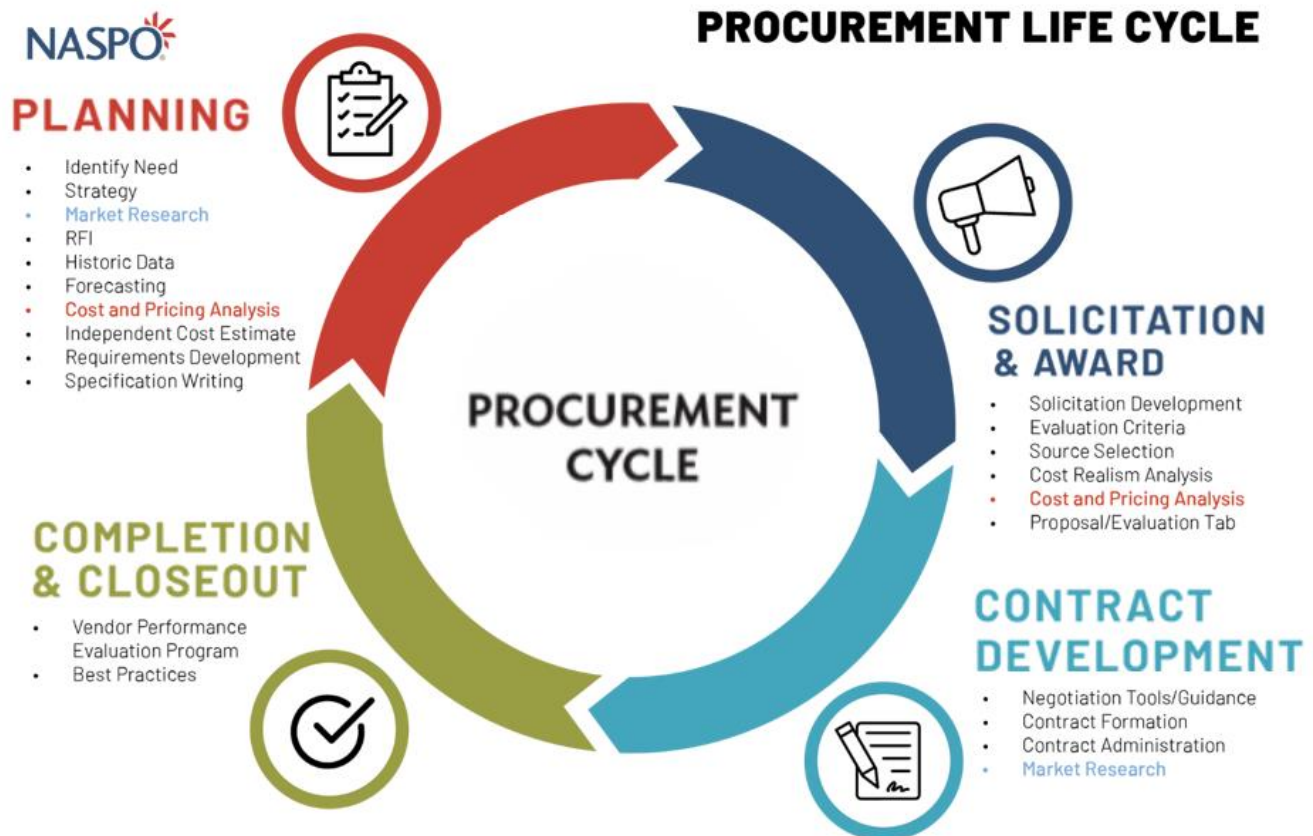 NASPO
PROCUREMENT LIFE CYCLE
PLANNING
• Identify Need
• Strategy
• Market Research
• RFI
• Historic Data
• Forecasting
• Cost and Pricing Analysis
• Independent Cost Estimate
• Requirements Development
• Specification Writing
SOLICITATION
& AWARD
• Solicitation Development
• Evaluation Criteria
• Source Selection
• Cost Realism Analysis
• Cost and Pricing Analysis
• Proposal/Evaluation Tab
PROCUREMENT
CYCLE
COMPLETION
& CLOSEOUT
• Vendor Performance
Evaluation Program
• Best Practices
CONTRACT
DEVELOPMENT
• Negotiation Tools/Guidance
• Contract Formation
• Contract Administration
• Market Research